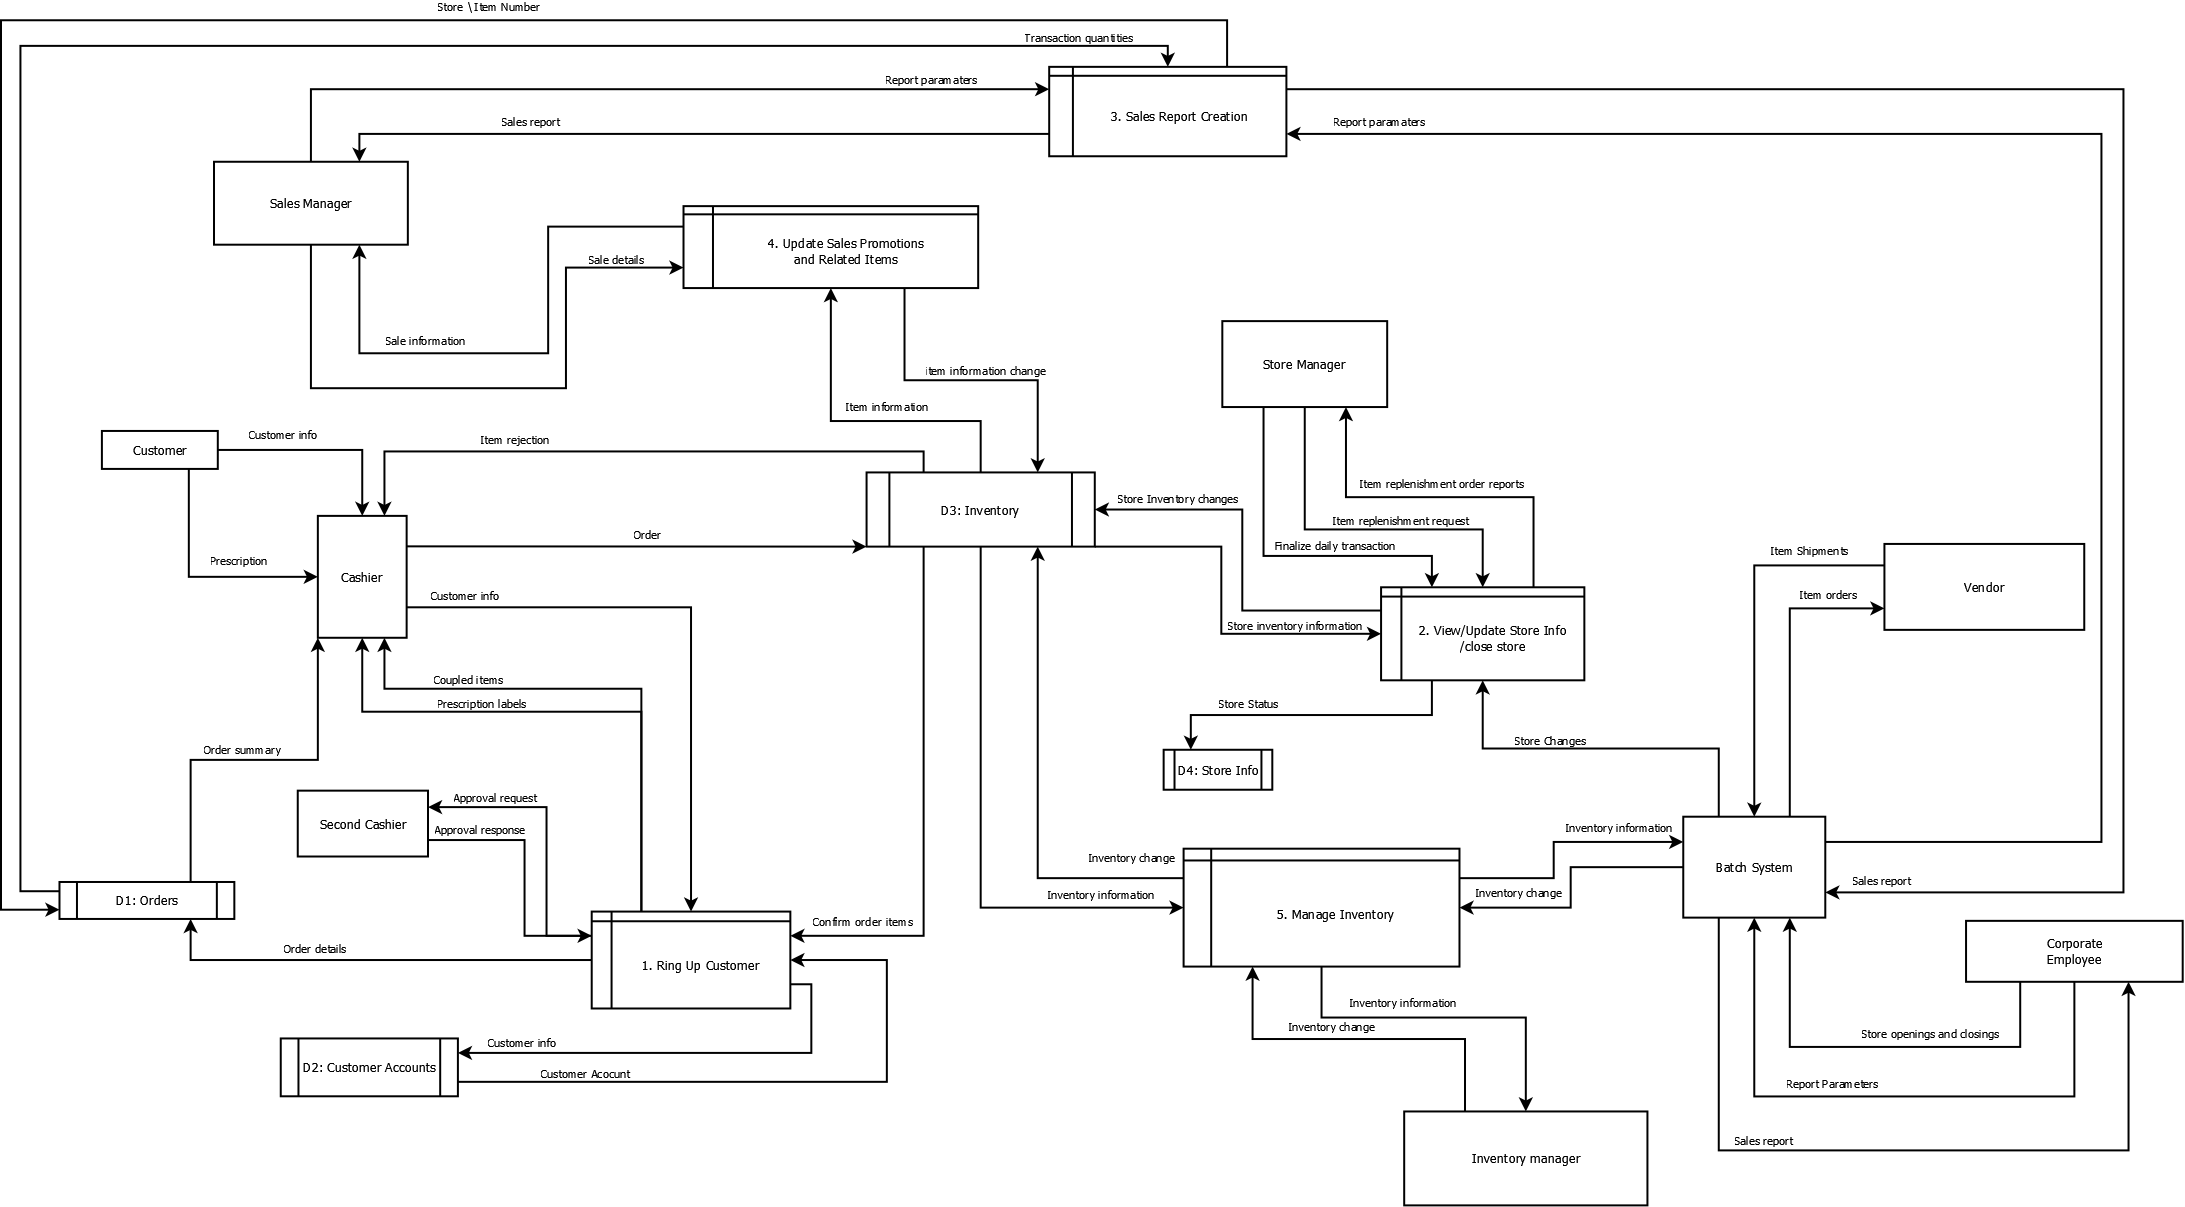 Store \Item Number
Transaction quantities
Report paramaters
3. Sales Report Creation
Sales report
Report paramaters
Sales Manager
4. Update Sales Promotions
and Related Items
Sale details
Sale information
Store Manager
item information change
Item information
Customer
Customer info
Item rejection
Item replenishment order reports
Store Inventory changes
D3: Inventory
Item replenishment request
Order
Finalize daily transaction
Item Shipments
Prescription
Cashier
Vendor
Customer info
Item orders
Store inventory information
2. View/Update Store Info
/close store
Coupled items
Prescription labels
Store Status
Store Changes
Order summary
D4: Store Info
Approval request
Second Cashier
Approval response
Inventory information
Inventory change
Batch System
Sales report
Inventory information
Inventory change
D1: Orders
5. Manage Inventory
Confirm order items
Order details
1. Ring Up Customer
Corporate
Employee
Inventory information
Inventory change
Store openings and closings
Customer info
D2: Customer Accounts
Customer Acocunt
Report Parameters
Sales report
Inventory manager